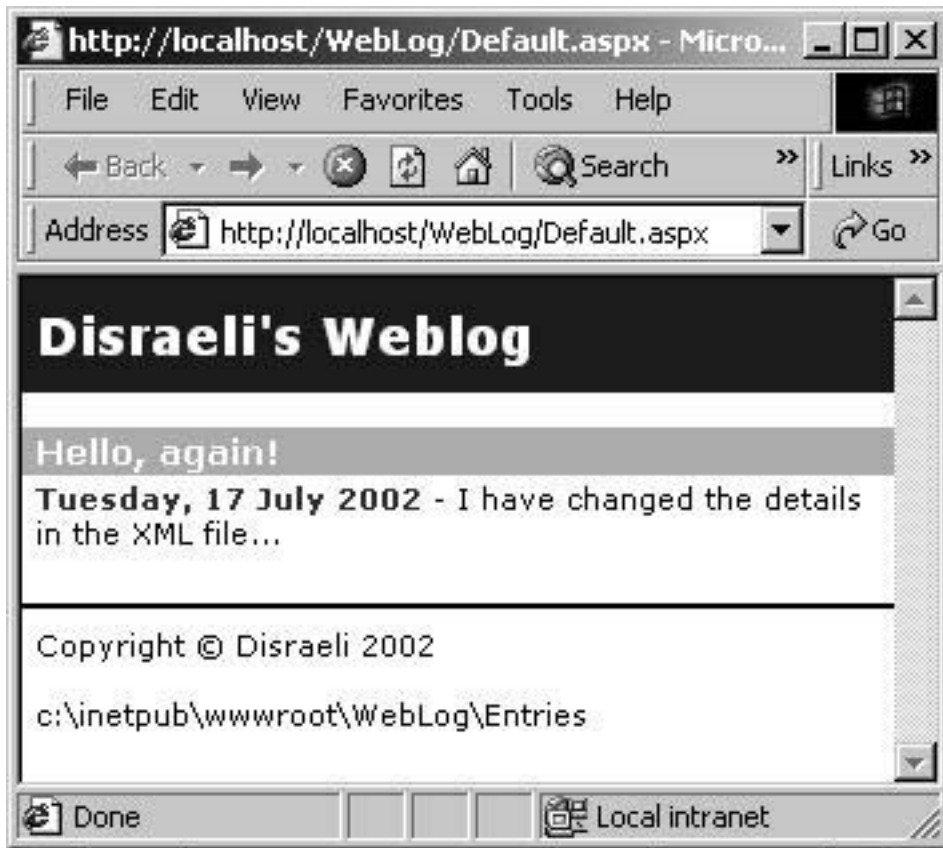 http://localhost/WebLog/Default.aspx - Micro...
File Edit View Favorites Tools Help
Back Search » Links »
Address http://localhost/WebLog/Default.aspx Go
Disraeli's Weblog
Hello, again!
Tuesday, 17 July 2002 - I have changed the details
in the XML file...
Copyright © Disraeli 2002
c:\inetpub\wwwroot\WebLog\Entries
Done Local intranet